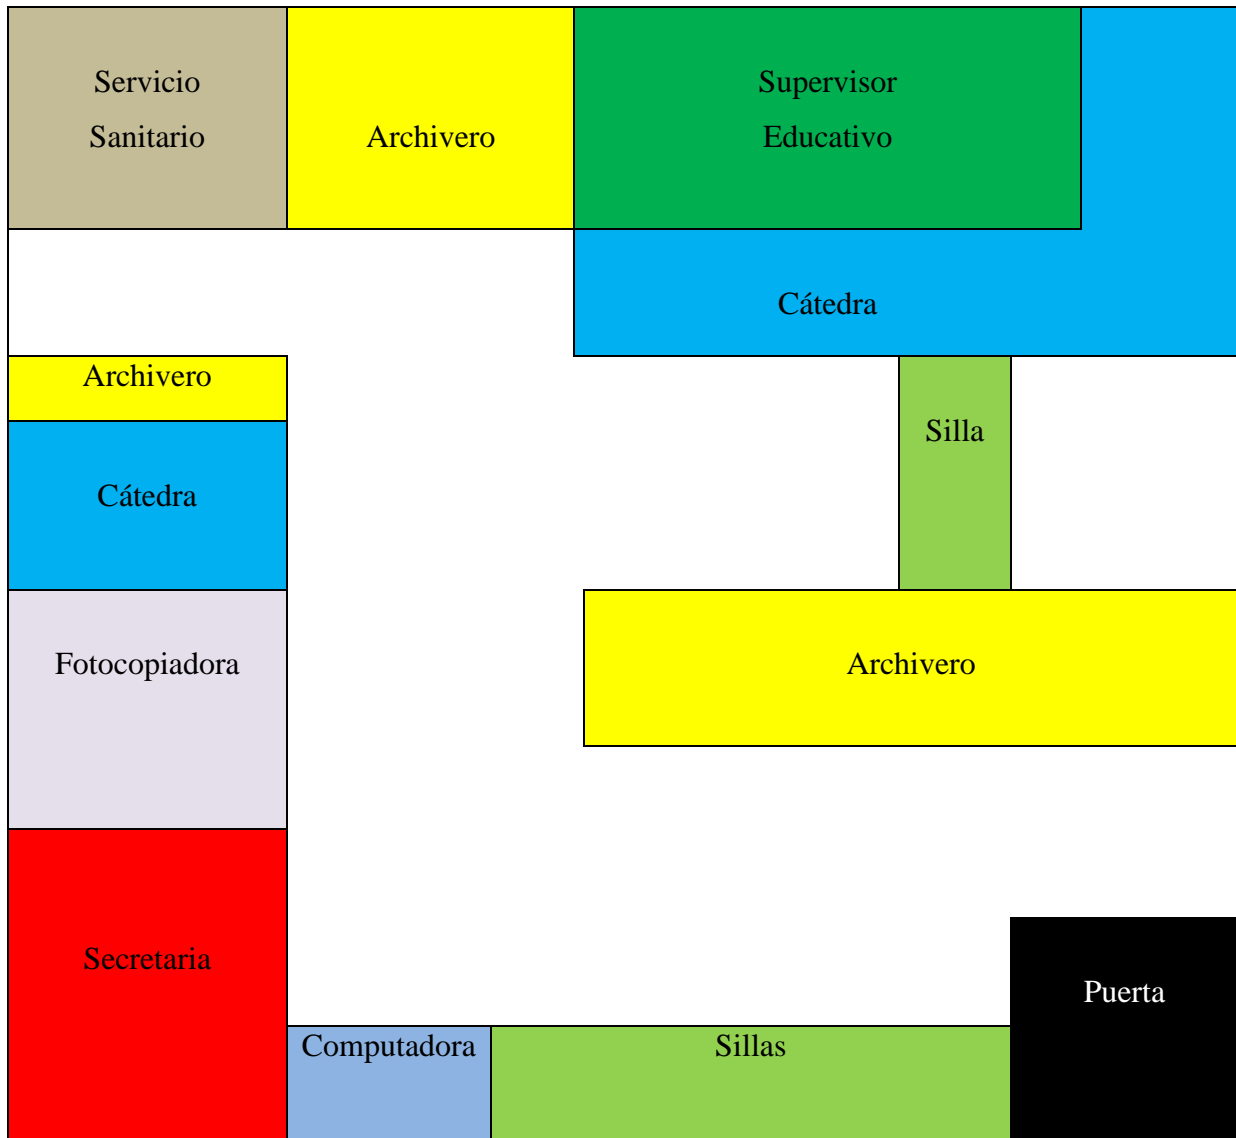 Servicio
Sanitario
Archivero
Supervisor
Educativo
Cátedra
Archivero
Silla
Cátedra
Fotocopiadora
Archivero
Secretaria
Puerta
Computadora
Sillas